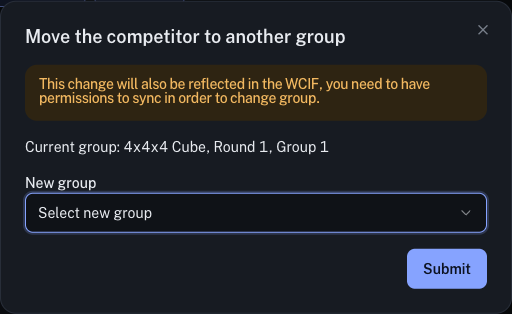 Move the competitor to another group
This change will also be reflected in the WCIF, you need to have
permissions to sync in order to change group.
Current group: 4x4x4 Cube, Round 1, Group 1
New group
Select new group
Submit